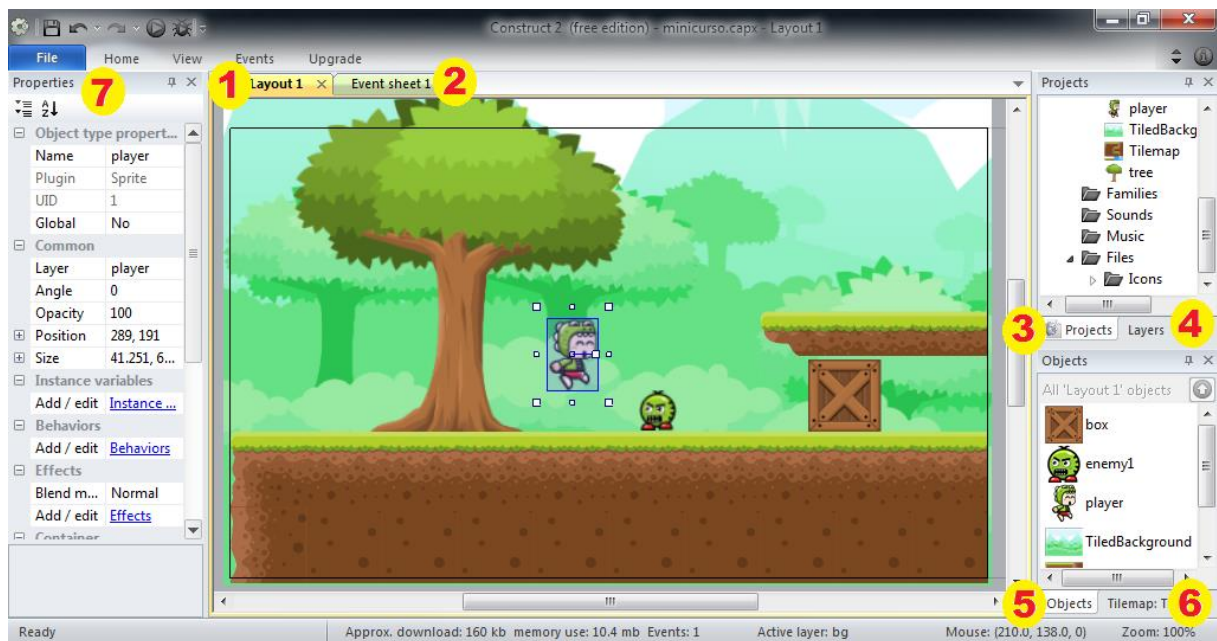 Construct 2 (free edition) - minicurso.capx - Layout 1
File Home View Events Upgrade
Properties 7
1 Layout 1 × Event sheet 1 2
Object type propert...
Name player
Plugin Sprite
UID 1
Global No
Common
Layer player
Angle 0
Opacity 100
Position 289, 191
Size 41.251, 6...
Instance variables
Add / edit Instance ...
Behaviors
Add / edit Behaviors
Effects
Blend m... Normal
Add / edit Effects
Container
Projects
player
TiledBackg
Tilemap
tree
Families
Sounds
Music
Files
Icons
3 Projects Layers 4
Objects
All 'Layout 1' objects
box
enemy1
player
TiledBackground
5 Objects Tilemap: T 6
Ready Approx. download: 160 kb memory use: 10.4 mb Events: 1 Active layer: bg Mouse: (210.0, 138.0, 0) Zoom: 100%